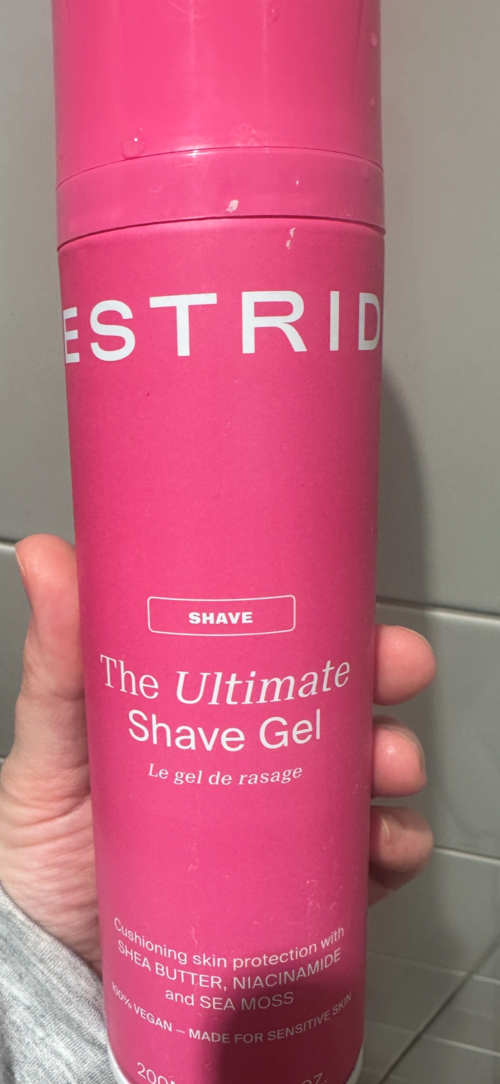 ESTRID
SHAVE
The Ultimate
Shave Gel
Le gel de rasage
Cushioning skin protection with
SHEA BUTTER, NIACINAMIDE
and SEA MOSS
100% VEGAN – MADE FOR SENSITIVE SKIN